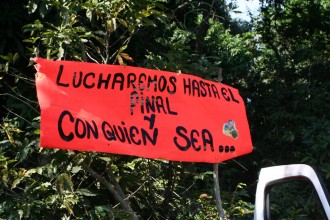 LUCHAREMOS HASTA EL
FINAL
Y
CON QUIEN SEA...